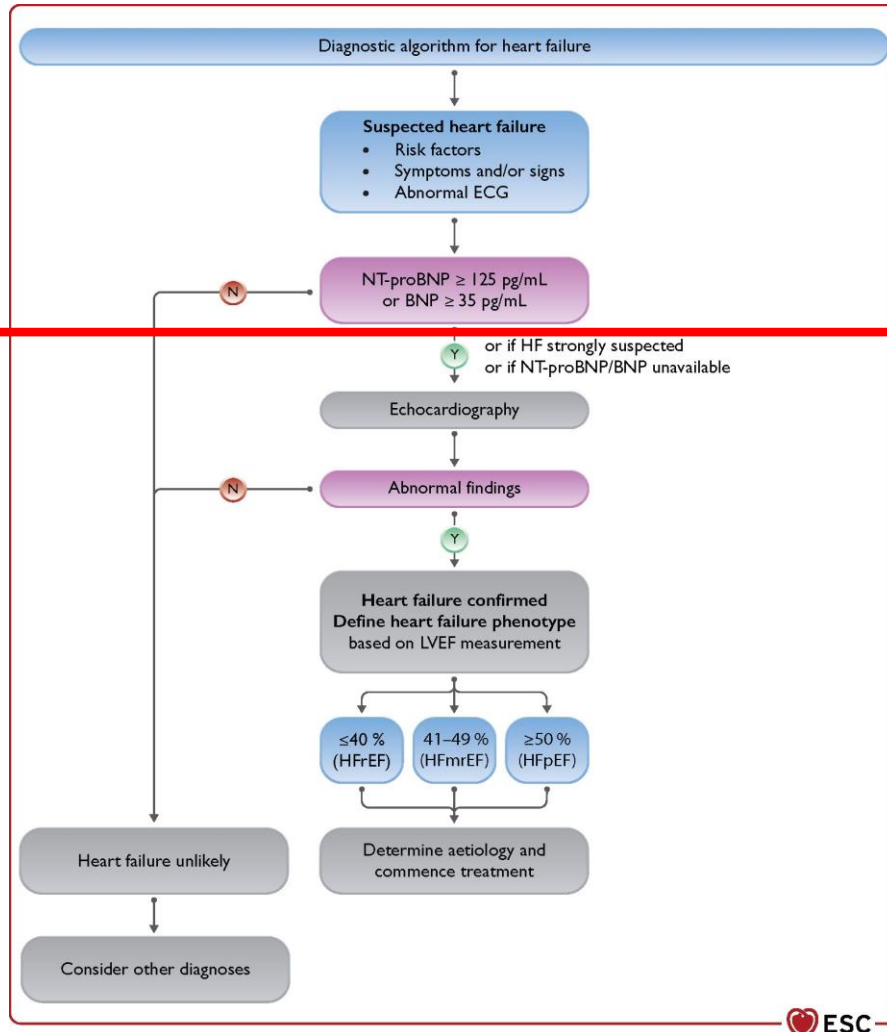 Diagnostic algorithm for heart failure
Suspected heart failure
• Risk factors
• Symptoms and/or signs
• Abnormal ECG
N
NT-proBNP ≥ 125 pg/mL
or BNP ≥ 35 pg/mL
Y
or if HF strongly suspected
or if NT-proBNP/BNP unavailable
Echocardiography
N
Abnormal findings
Y
Heart failure confirmed
Define heart failure phenotype
based on LVEF measurement
≤40 %
(HFrEF)
41–49 %
(HFmrEF)
≥50 %
(HFpEF)
Heart failure unlikely
Determine aetiology and
commence treatment
Consider other diagnoses
ESC